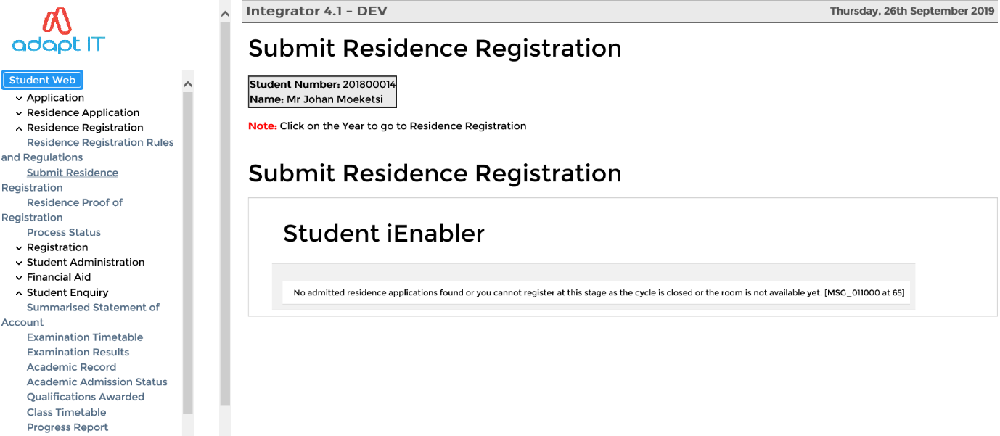 adapt IT
Student Web
Application
Residence Application
Residence Registration
Residence Registration Rules
and Regulations
Submit Residence
Registration
Residence Proof of
Registration
Process Status
Registration
Student Administration
Financial Aid
Student Enquiry
Summarised Statement of
Account
Examination Timetable
Examination Results
Academic Record
Academic Admission Status
Qualifications Awarded
Class Timetable
Progress Report
Integrator 4.1 - DEV
Thursday, 26th September 2019
Submit Residence Registration
Student Number: 201800014
Name: Mr Johan Moeketsi
Note: Click on the Year to go to Residence Registration
Submit Residence Registration
Student iEnabler
No admitted residence applications found or you cannot register at this stage as the cycle is closed or the room is not available yet. [MSG_011000 at 65]